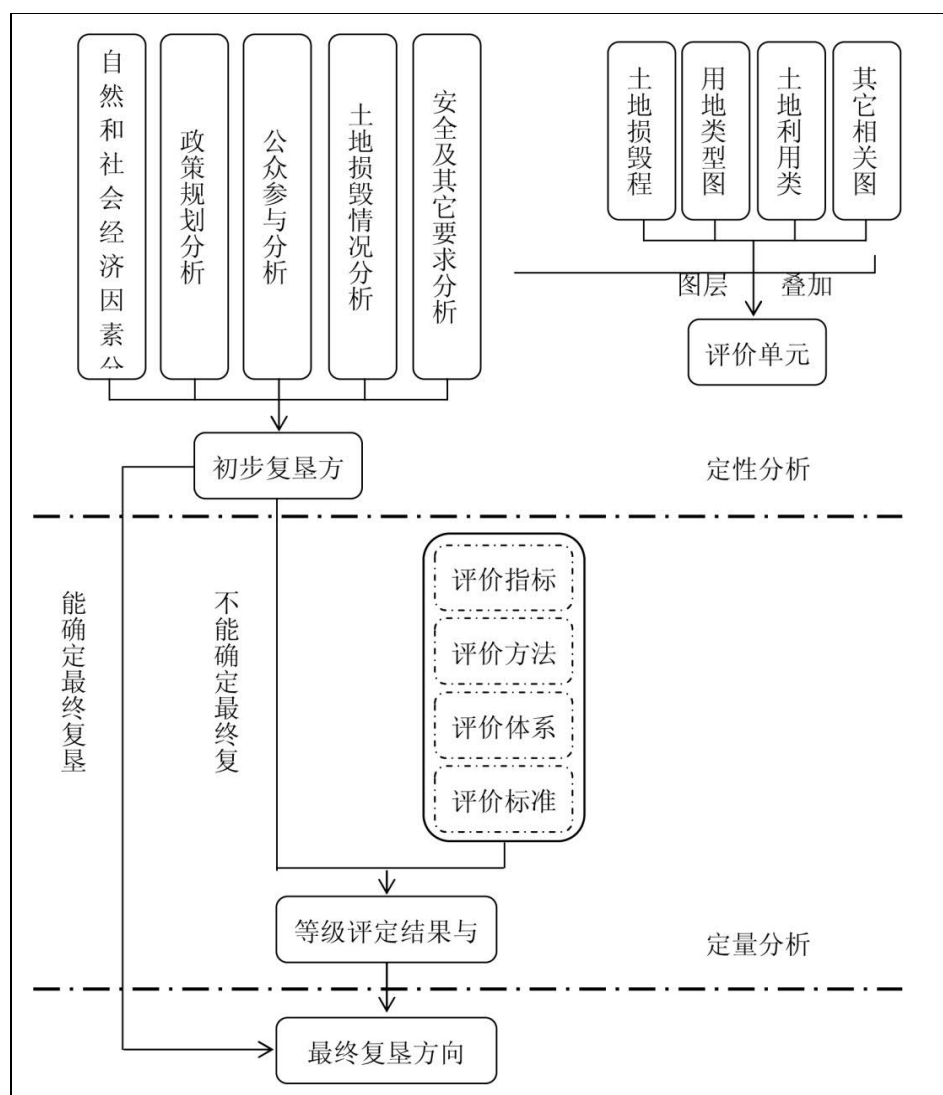 自然和社会经济因素分
政策规划分析
公众参与分析
土地损毁情况分析
安全及其它要求分析
土地损毁程
用地类型图
土地利用类
其它相关图
图层 叠加
评价单元
初步复垦方
定性分析
能确定最终复垦
不能确定最终复
评价指标
评价方法
评价体系
评价标准
等级评定结果与
定量分析
最终复垦方向